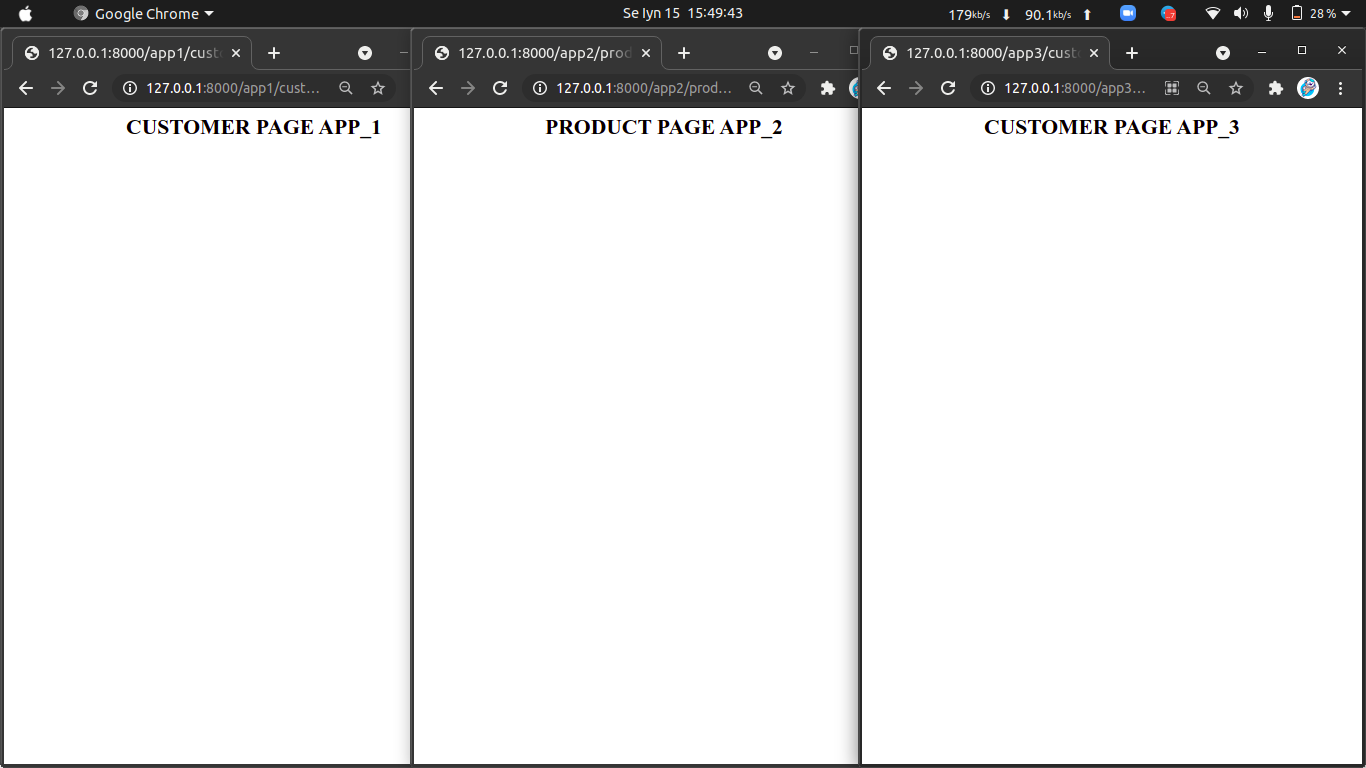 Google Chrome
Se Iyn 15 15:49:43
179kb/s 90.1kb/s
7
28 %
127.0.0.1:8000/app1/cust
127.0.0.1:8000/app2/prod
127.0.0.1:8000/app3/cust
127.0.0.1:8000/app1/cust...
127.0.0.1:8000/app2/prod...
127.0.0.1:8000/app3...
CUSTOMER PAGE APP_1
PRODUCT PAGE APP_2
CUSTOMER PAGE APP_3